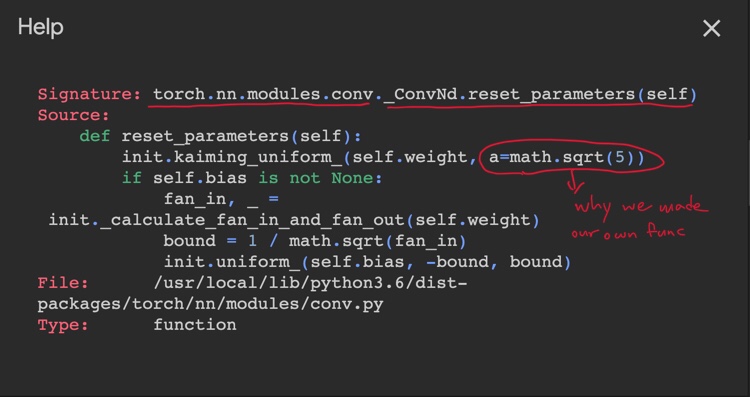 Help
Signature: torch.nn.modules.conv._ConvNd.reset_parameters(self)
Source:
def reset_parameters(self):
init.kaiming_uniform_(self.weight, a=math.sqrt(5))
if self.bias is not None:
fan_in, _ =
init._calculate_fan_in_and_fan_out(self.weight)
bound = 1 / math.sqrt(fan_in)
init.uniform_(self.bias, -bound, bound)
why we made
our own func
File: /usr/local/lib/python3.6/dist-
packages/torch/nn/modules/conv.py
Type: function